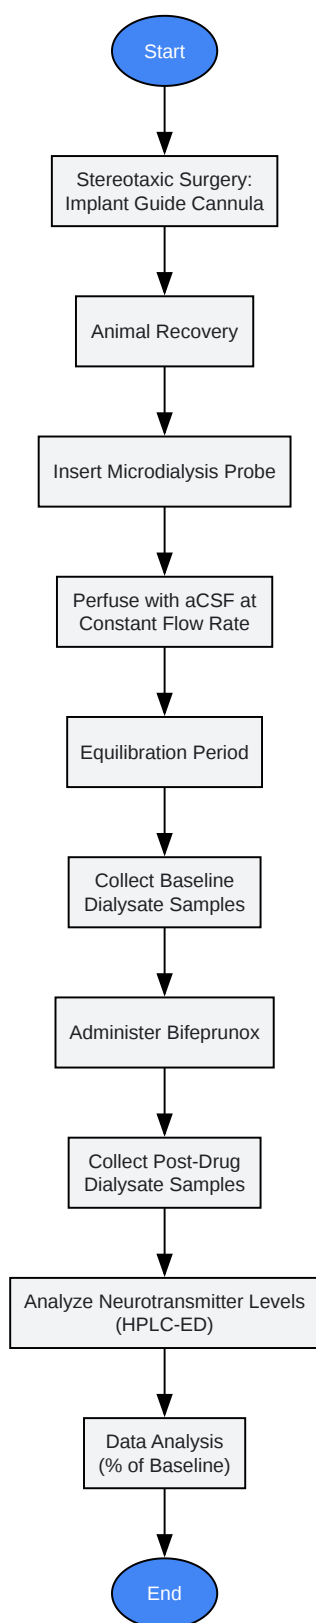 Start
Stereotaxic Surgery:
Implant Guide Cannula
Animal Recovery
Insert Microdialysis Probe
Perfuse with aCSF at
Constant Flow Rate
Equilibration Period
Collect Baseline
Dialysate Samples
Administer Bifeprunox
Collect Post-Drug
Dialysate Samples
Analyze Neurotransmitter Levels
(HPLC-ED)
Data Analysis
(% of Baseline)
End